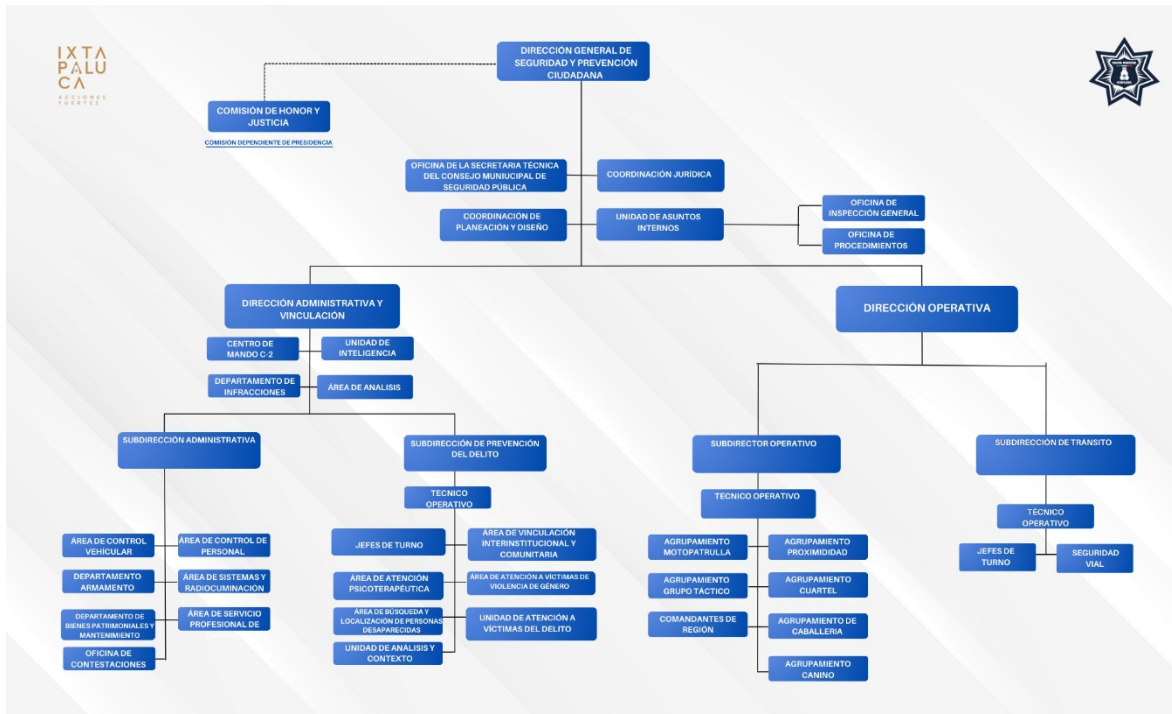 IXTA
PALU
CA
ACCIONES
FUERTES
DIRECCIÓN GENERAL DE
SEGURIDAD Y PREVENCIÓN
CIUDADANA
COMISIÓN DE HONOR Y
JUSTICIA
COMISIÓN DEPENDIENTE DE PRESIDENCIA
OFICINA DE LA SECRETARIA TÉCNICA
DEL CONSEJO MUNIUCIPAL DE
SEGURIDAD PÚBLICA
COORDINACIÓN JURÍDICA
COORDINACIÓN DE
PLANEACIÓN Y DISEÑO
UNIDAD DE ASUNTOS
INTERNOS
OFICINA DE
INSPECCIÓN GENERAL
OFICINA DE
PROCEDIMIENTOS
DIRECCIÓN ADMINISTRATIVA Y
VINCULACIÓN
DIRECCIÓN OPERATIVA
CENTRO DE
MANDO C-2
UNIDAD DE
INTELIGENCIA
DEPARTAMENTO DE
INFRACCIONES
ÁREA DE ANALISIS
SUBDIRECCIÓN ADMINISTRATIVA
SUBDIRECCIÓN DE PREVENCIÓN
DEL DELITO
SUBDIRECTOR OPERATIVO
SUBDIRECCIÓN DE TRÁNSITO
TECNICO
OPERATIVO
TECNICO OPERATIVO
TÉCNICO
OPERATIVO
ÁREA DE CONTROL
VEHÍCULAR
ÁREA DE CONTROL DE
PERSONAL
DEPARTAMENTO
ARMAMENTO
ÁREA DE SISTEMAS Y
RADIOCUMINACIÓN
DEPARTAMENTO DE
BIENES PATRIMONIALES Y
MANTENIMIENTO
ÁREA DE SERVICIO
PROFESIONAL DE
OFICINA DE
CONTESTACIONES
JEFES DE TURNO
ÁREA DE VINCULACIÓN
INTERINSTITUCIONAL Y
COMUNITARIA
ÁREA DE ATENCIÓN
PSICOTERAPÉUTICA
ÁREA DE ATENCIÓN A VÍCTIMAS DE
VIOLENCIA DE GÉNERO
ÁREA DE BÚSQUEDA Y
LOCALIZACIÓN DE PERSONAS
DESAPARECIDAS
UNIDAD DE ATENCIÓN A
VÍCTIMAS DEL DELITO
UNIDAD DE ANÁLISIS Y
CONTEXTO
AGRUPAMIENTO
MOTOPATRULLA
AGRUPAMIENTO
PROXIMIDIDAD
AGRUPAMIENTO
GRUPO TÁCTICO
AGRUPAMIENTO
CUARTEL
COMANDANTES DE
REGIÓN
AGRUPAMIENTO DE
CABALLERIA
AGRUPAMIENTO
CANINO
JEFES DE
TURNO
SEGURIDAD
VIAL